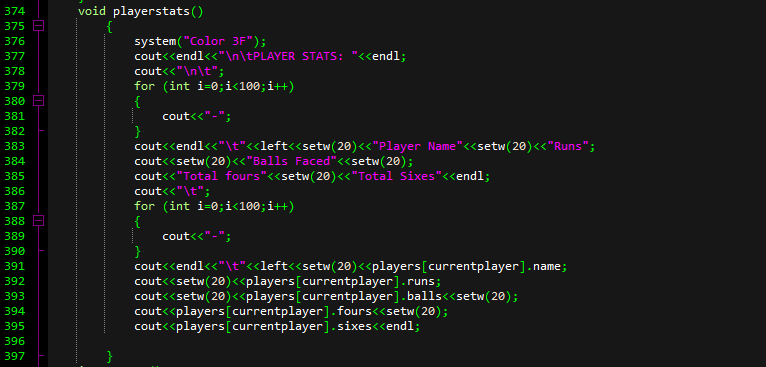 374 void playerstats()
375 {
376 system("Color 3F");
377 cout<<endl<<"\n\tPLAYER STATS: "<<endl;
378 cout<<"\n\t";
379 for (int i=0;i<100;i++)
380 {
381 cout<<"-";
382 }
383 cout<<endl<<"\t"<<left<<setw(20)<<"Player Name"<<setw(20)<<"Runs";
384 cout<<setw(20)<<"Balls Faced"<<setw(20);
385 cout<<"Total fours"<<setw(20)<<"Total Sixes"<<endl;
386 cout<<"\t";
387 for (int i=0;i<100;i++)
388 {
389 cout<<"-";
390 }
391 cout<<endl<<"\t"<<left<<setw(20)<<players[currentplayer].name;
392 cout<<setw(20)<<players[currentplayer].runs;
393 cout<<setw(20)<<players[currentplayer].balls<<setw(20);
394 cout<<players[currentplayer].fours<<setw(20);
395 cout<<players[currentplayer].sixes<<endl;
396
397 }